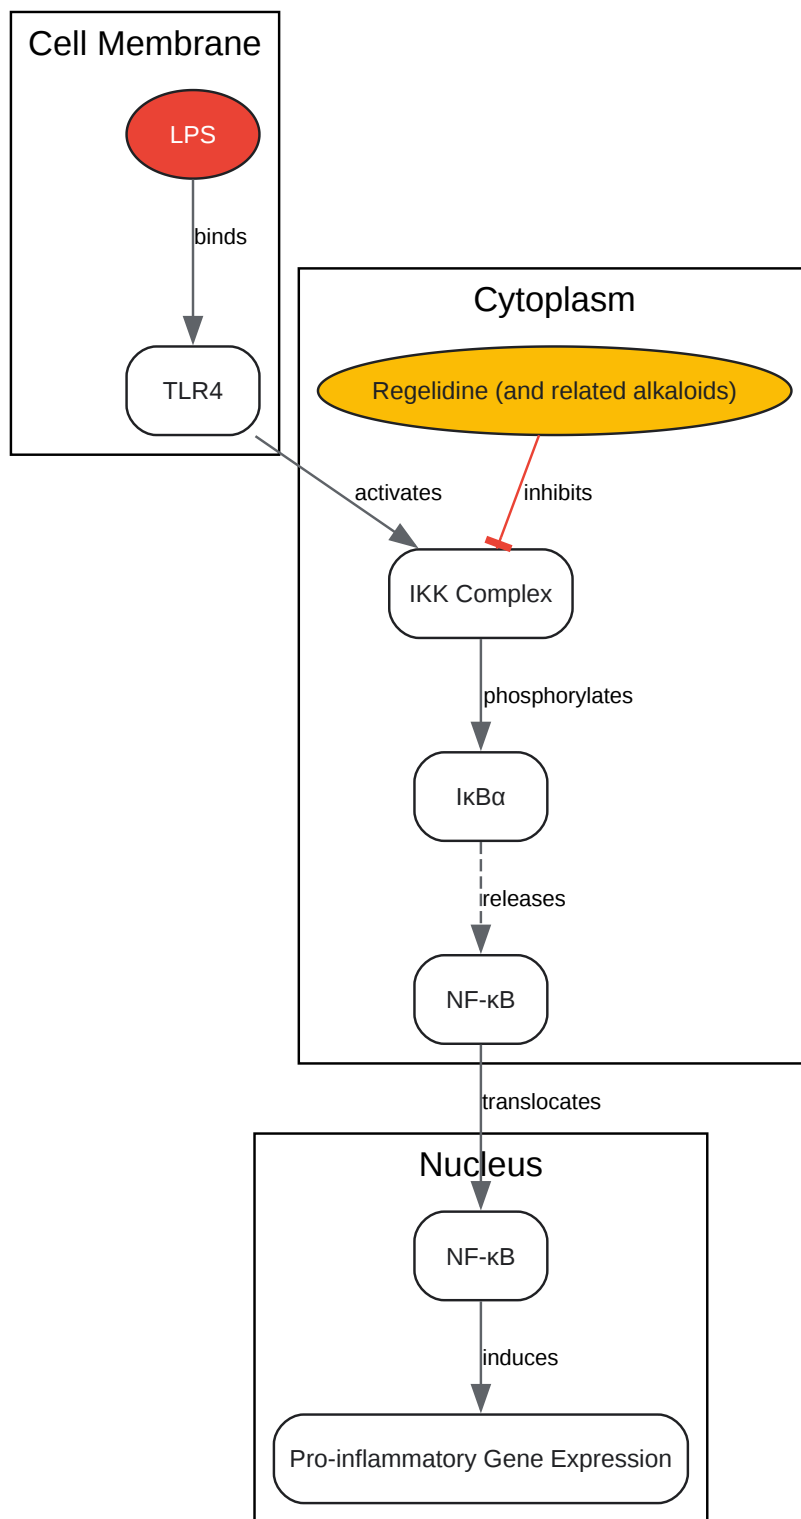 Cell Membrane
LPS
binds
TLR4
Cytoplasm
Regelidine (and related alkaloids)
activates
inhibits
IKK Complex
phosphorylates
IκBα
releases
NF-κB
translocates
Nucleus
NF-κB
induces
Pro-inflammatory Gene Expression